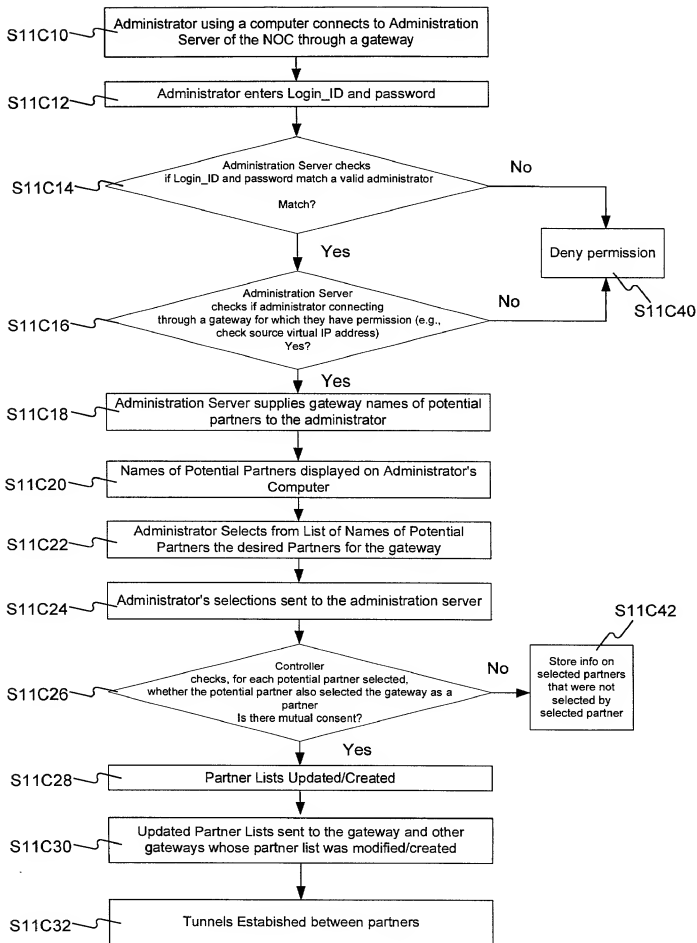 S11C10
Administrator using a computer connects to Administration
Server of the NOC through a gateway
S11C12
Administrator enters Login_ID and password
S11C14
Administration Server checks
if Login_ID and password match a valid administrator
Match?
No
Yes
Deny permission
S11C40
S11C16
Administration Server
checks if administrator connecting
through a gateway for which they have permission (e.g.,
check source virtual IP address)
Yes?
No
Yes
S11C18
Administration Server supplies gateway names of potential
partners to the administrator
S11C20
Names of Potential Partners displayed on Administrator's
Computer
S11C22
Administrator Selects from List of Names of Potential
Partners the desired Partners for the gateway
S11C24
Administrator's selections sent to the administration server
S11C42
S11C26
Controller
checks, for each potential partner selected,
whether the potential partner also selected the gateway as a
partner
Is there mutual consent?
No
Store info on
selected partners
that were not
selected by
selected partner
Yes
S11C28
Partner Lists Updated/Created
S11C30
Updated Partner Lists sent to the gateway and other
gateways whose partner list was modified/created
S11C32
Tunnels Estabished between partners